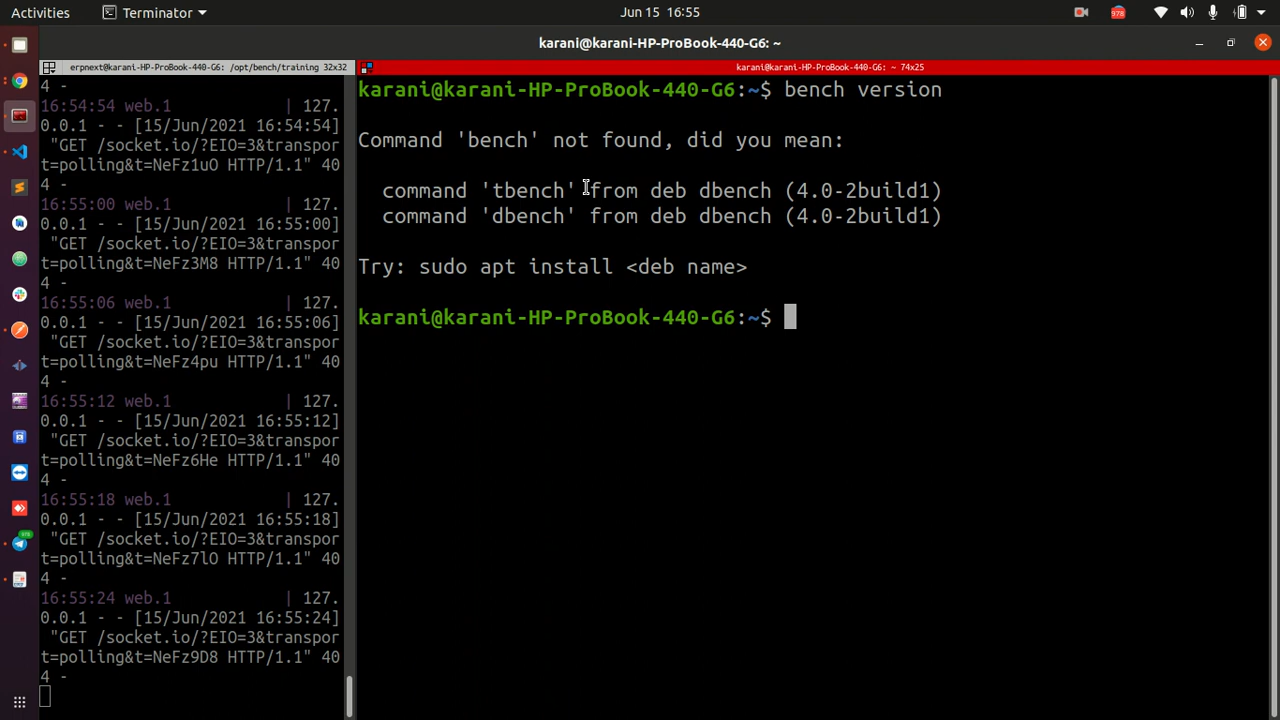 Activities
Terminator
Jun 15 16:55
978
karani@karani-HP-ProBook-440-G6: ~
erpnext@karani-HP-ProBook-440-G6: /opt/bench/training 32x32
4 -
16:54:54 web.1 | 127.
0.0.1 - - [15/Jun/2021 16:54:54]
"GET /socket.io/?EIO=3&transpor
t=polling&t=NeFz1uO HTTP/1.1" 40
4 -
16:55:00 web.1 | 127.
0.0.1 - - [15/Jun/2021 16:55:00]
"GET /socket.io/?EIO=3&transpor
t=polling&t=NeFz3M8 HTTP/1.1" 40
4 -
16:55:06 web.1 | 127.
0.0.1 - - [15/Jun/2021 16:55:06]
"GET /socket.io/?EIO=3&transpor
t=polling&t=NeFz4pu HTTP/1.1" 40
4 -
16:55:12 web.1 | 127.
0.0.1 - - [15/Jun/2021 16:55:12]
"GET /socket.io/?EIO=3&transpor
t=polling&t=NeFz6He HTTP/1.1" 40
4 -
16:55:18 web.1 | 127.
0.0.1 - - [15/Jun/2021 16:55:18]
"GET /socket.io/?EIO=3&transpor
t=polling&t=NeFz7lO HTTP/1.1" 40
4 -
16:55:24 web.1 | 127.
0.0.1 - - [15/Jun/2021 16:55:24]
"GET /socket.io/?EIO=3&transpor
t=polling&t=NeFz9D8 HTTP/1.1" 40
4 -
karani@karani-HP-ProBook-440-G6: ~ 74x25
karani@karani-HP-ProBook-440-G6:~$ bench version
Command 'bench' not found, did you mean:
command 'tbench' from deb dbench (4.0-2build1)
command 'dbench' from deb dbench (4.0-2build1)
Try: sudo apt install <deb name>
karani@karani-HP-ProBook-440-G6:~$